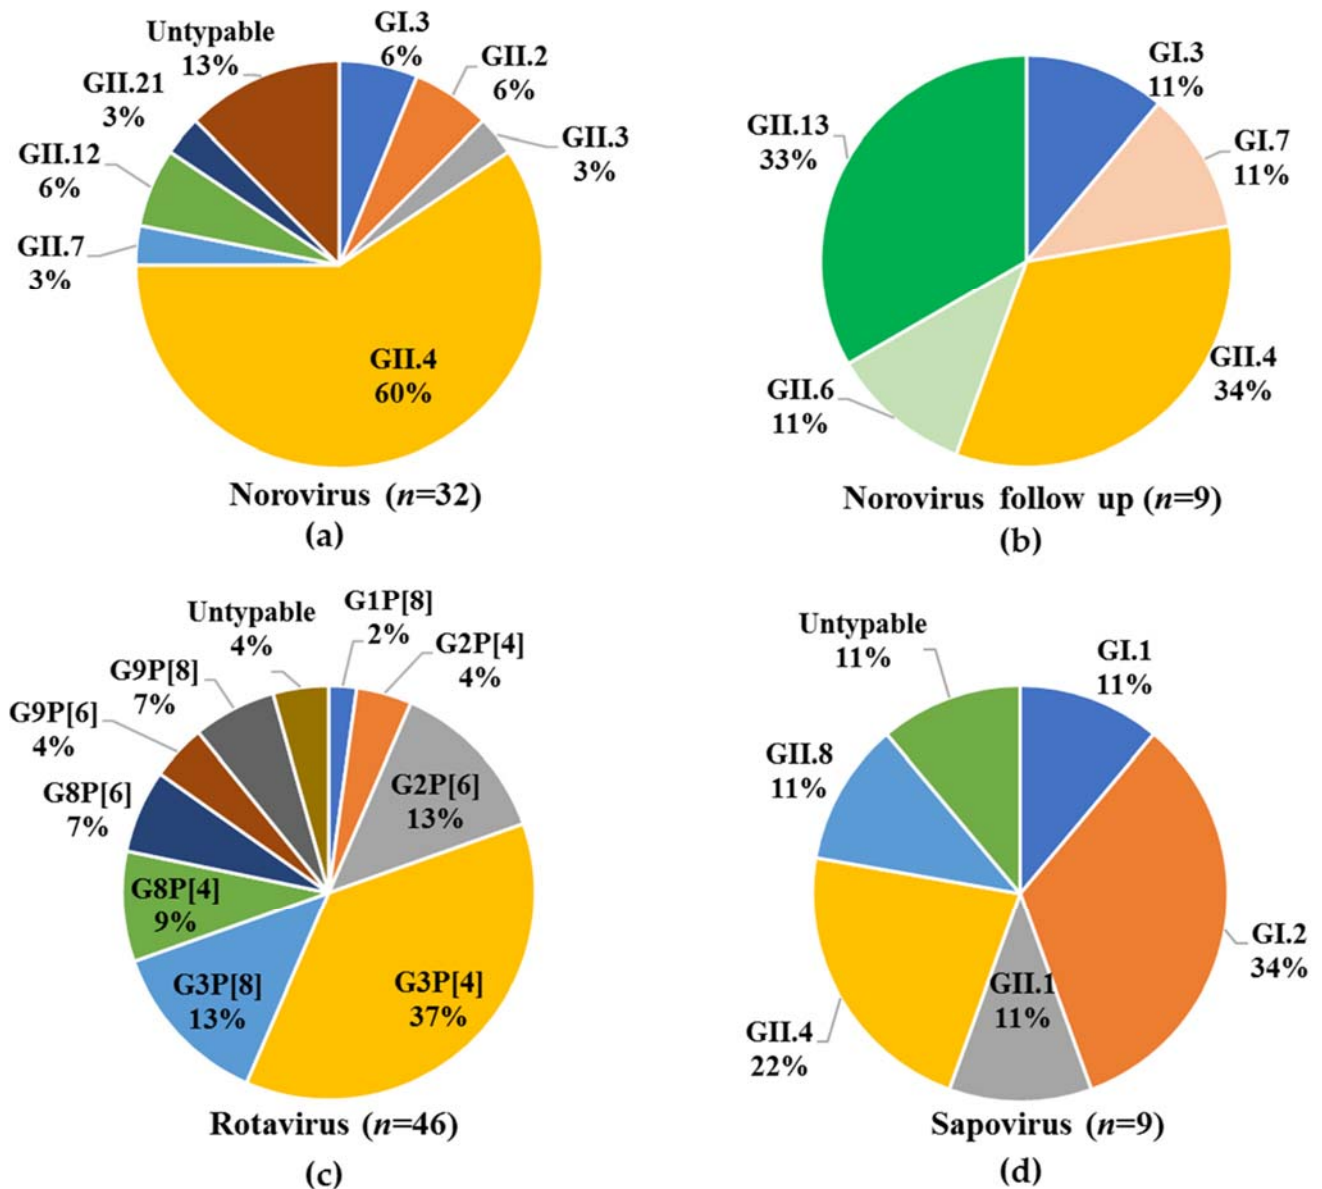 Untypable
13%
GI.3
6%
GII.2
6%
GII.3
3%
GII.21
3%
GII.12
6%
GII.7
3%
GII.4
60%
Norovirus (n=32)
(a)
GI.3
11%
GI.7
11%
GII.13
33%
GII.4
34%
GII.6
11%
Norovirus follow up (n=9)
(b)
Untypable
4%
G1P[8]
2%
G2P[4]
4%
G9P[8]
7%
G9P[6]
4%
G8P[6]
7%
G2P[6]
13%
G8P[4]
9%
G3P[8]
13%
G3P[4]
37%
Rotavirus (n=46)
(c)
Untypable
11%
GI.1
11%
GII.8
11%
GI.2
34%
GII.1
11%
GII.4
22%
Sapovirus (n=9)
(d)